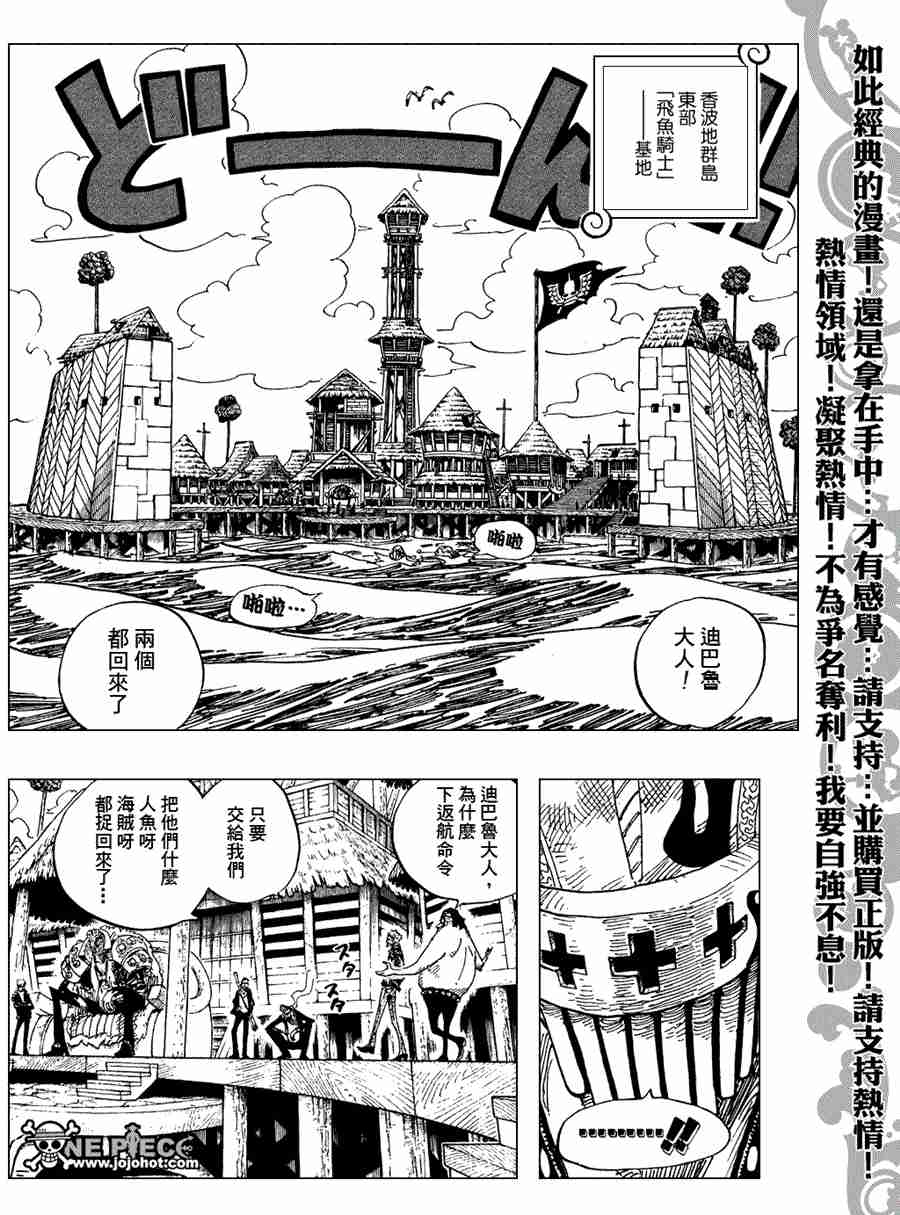 如此經典的漫畫！還是拿在手中…才有感覺…請支持…並購買正版！請支持熱情！
熱情領域！凝聚熱情！不為爭名奪利！我要自強不息！
どーん!!
香波地群島
東部
「飛魚騎士」
——基地
啪啦
啪啦…
迪巴魯
大人！
兩個
都回來了
………!!
迪巴魯大人，
為什麼
下返航命令
只要
交給我們
把他們什麼
人魚呀
海賊呀
都捉回來了…
スタスタ
ONE PIECE
www.jojohot.com